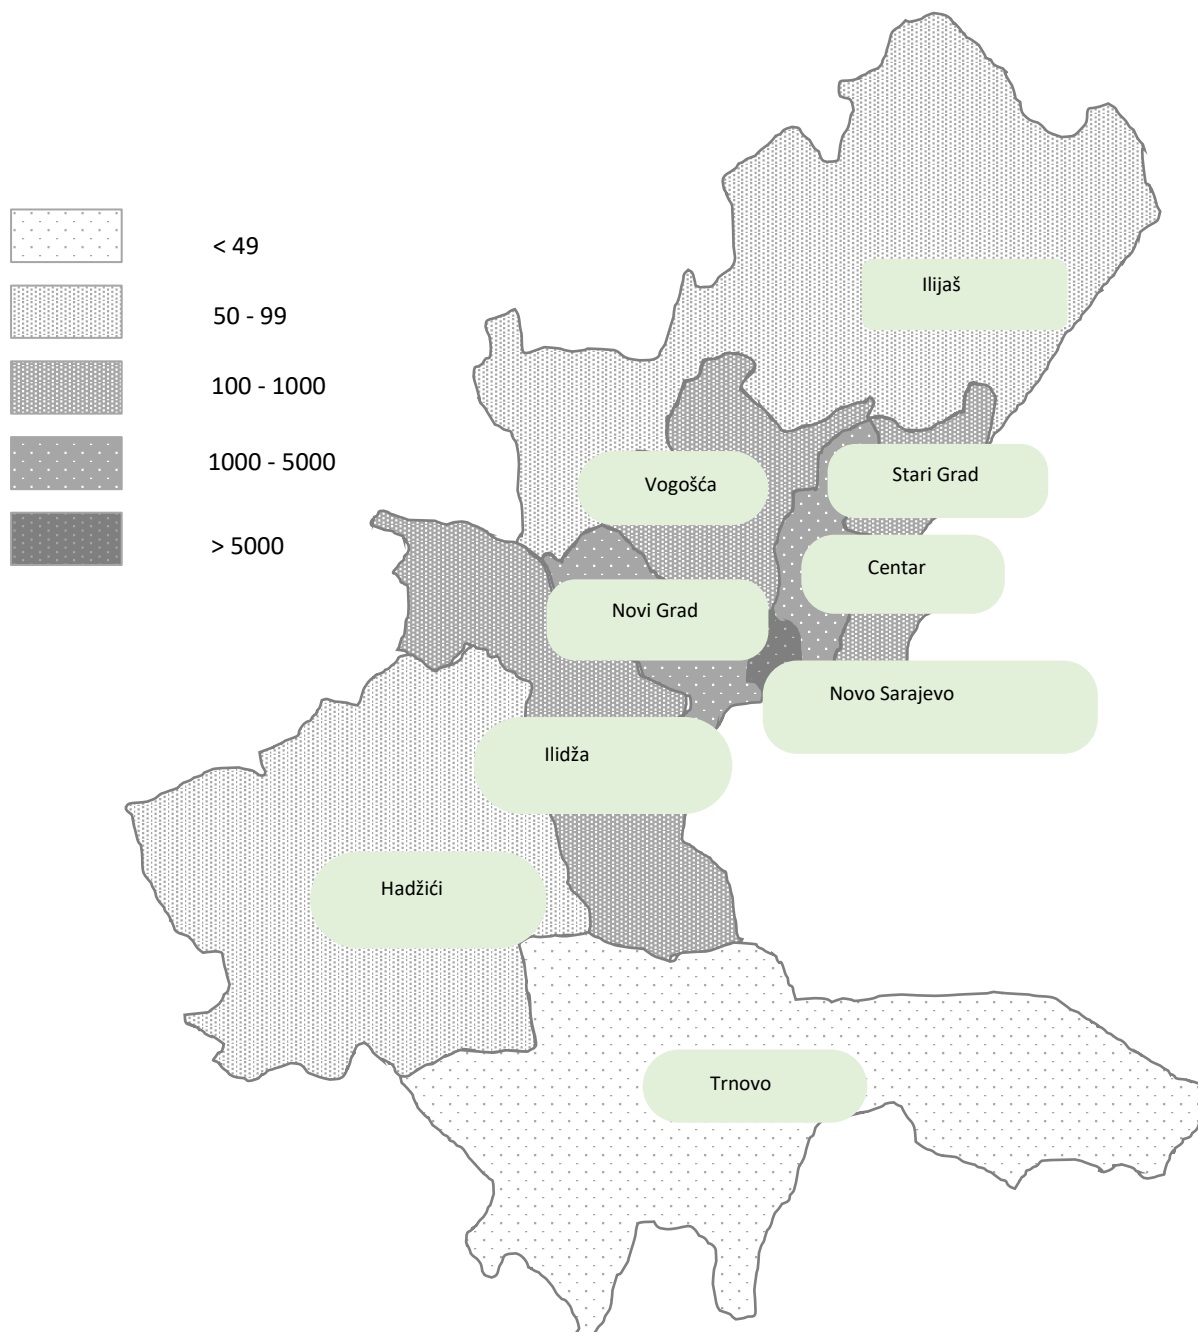 < 49
50 - 99
100 - 1000
1000 - 5000
> 5000
Ilijaš
Vogošća
Stari Grad
Centar
Novi Grad
Novo Sarajevo
Ilidža
Hadžići
Trnovo